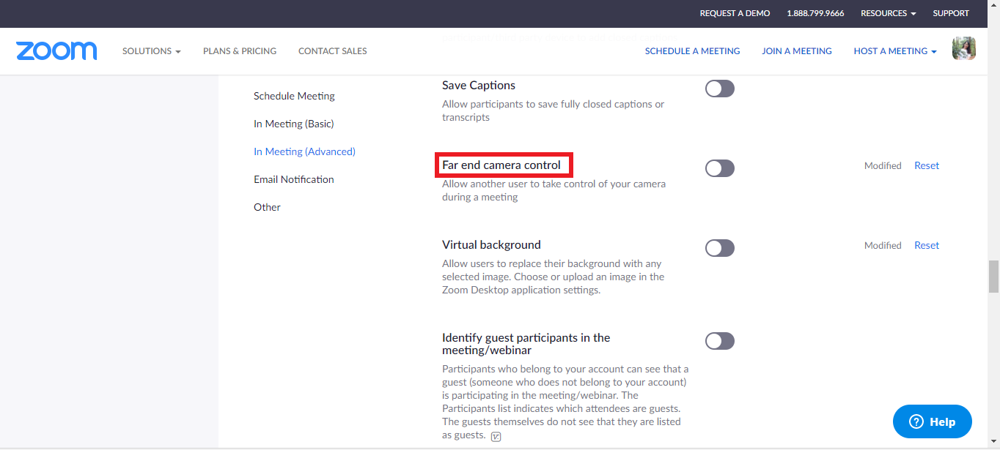 REQUEST A DEMO 1.888.799.9666 RESOURCES SUPPORT
zoom SOLUTIONS PLANS & PRICING CONTACT SALES SCHEDULE A MEETING JOIN A MEETING HOST A MEETING
Schedule Meeting
In Meeting (Basic)
In Meeting (Advanced)
Email Notification
Other
Save Captions
Allow participants to save fully closed captions or
transcripts
Far end camera control
Modified Reset
Allow another user to take control of your camera
during a meeting
Virtual background
Modified Reset
Allow users to replace their background with any
selected image. Choose or upload an image in the
Zoom Desktop application settings.
Identify guest participants in the
meeting/webinar
Participants who belong to your account can see that a
guest (someone who does not belong to your account)
is participating in the meeting/webinar. The
Participants list indicates which attendees are guests.
The guests themselves do not see that they are listed
as guests.
? Help